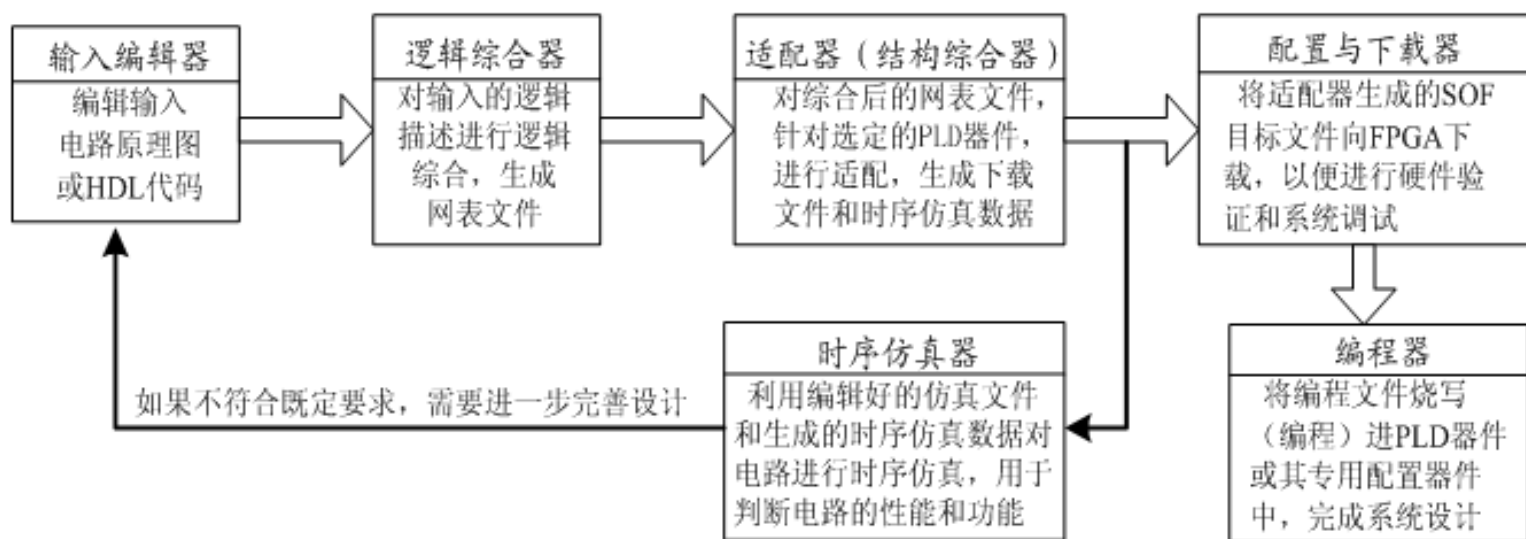 输入编辑器
编辑输入
电路原理图
或HDL代码
逻辑综合器
对输入的逻辑
描述进行逻辑
综合，生成
网表文件
适配器（结构综合器）
对综合后的网表文件，
针对选定的PLD器件，
进行适配，生成下载
文件和时序仿真数据
配置与下载器
将适配器生成的SOF
目标文件向FPGA下
载，以便进行硬件验
证和系统调试
如果不符合既定要求，需要进一步完善设计
时序仿真器
利用编辑好的仿真文件
和生成的时序仿真数据对
电路进行时序仿真，用于
判断电路的性能和功能
编程器
将编程文件烧写
（编程）进PLD器件
或其专用配置器件
中，完成系统设计